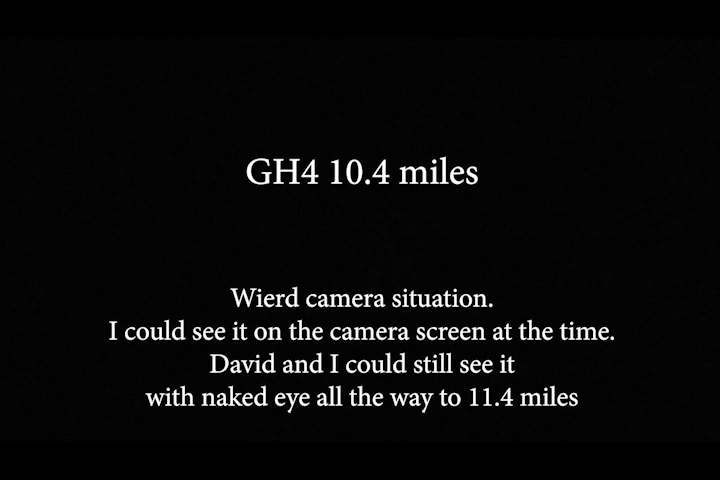 GH4 10.4 miles
Wierd camera situation.
I could see it on the camera screen at the time.
David and I could still see it
with naked eye all the way to 11.4 miles